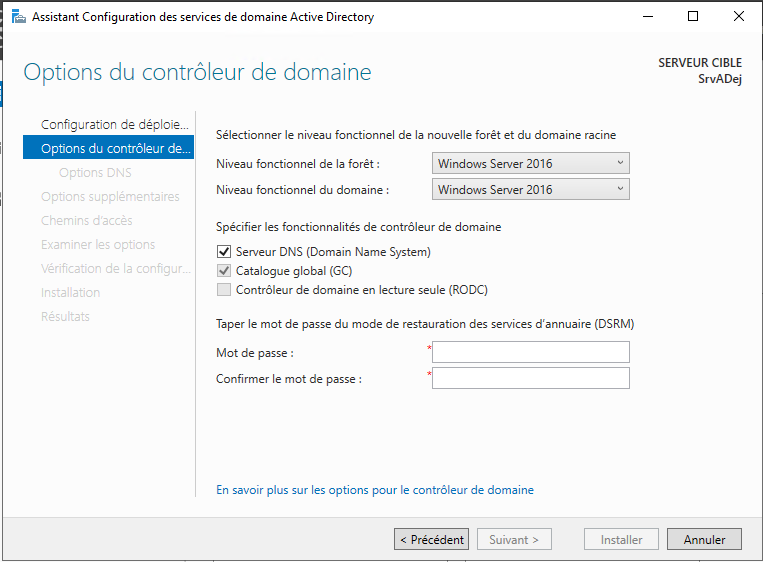 Assistant Configuration des services de domaine Active Directory
Options du contrôleur de domaine
SERVEUR CIBLE
SrvADej
Configuration de déploie...
Options du contrôleur de...
Options DNS
Options supplémentaires
Chemins d'accès
Examiner les options
Vérification de la configur...
Installation
Résultats
Sélectionner le niveau fonctionnel de la nouvelle forêt et du domaine racine
Niveau fonctionnel de la forêt : Windows Server 2016
Niveau fonctionnel du domaine : Windows Server 2016
Spécifier les fonctionnalités de contrôleur de domaine
Serveur DNS (Domain Name System)
Catalogue global (GC)
Contrôleur de domaine en lecture seule (RODC)
Taper le mot de passe du mode de restauration des services d'annuaire (DSRM)
Mot de passe : *
Confirmer le mot de passe : *
En savoir plus sur les options pour le contrôleur de domaine
< Précédent Suivant > Installer Annuler